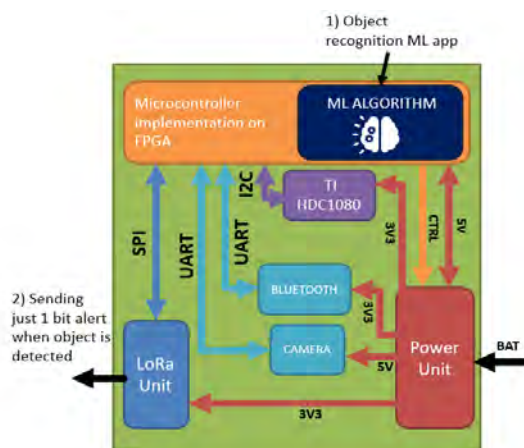 1) Object
recognition ML app
Microcontroller
implementation on
FPGA
ML ALGORITHM
SPI
UART
UART
I2C
TI
HDC1080
3V3
CTRL
5V
2) Sending
just 1 bit alert
when object is
detected
BLUETOOTH
3V3
CAMERA
5V
LoRa
Unit
Power
Unit
BAT
3V3